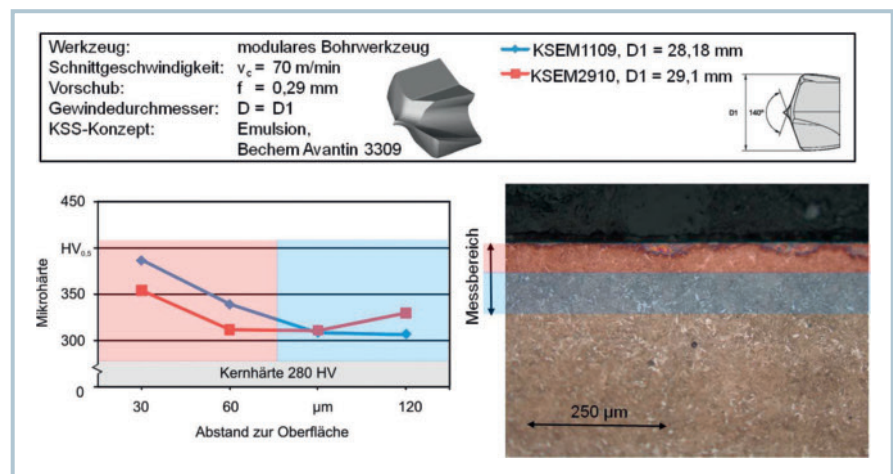 Werkzeug: modulares Bohrwerkzeug
Schnittgeschwindigkeit: vc = 70 m/min
Vorschub: f = 0,29 mm
Gewindedurchmesser: D = D1
KSS-Konzept: Emulsion,
Bechem Avantin 3309
KSEM1109, D1 = 28,18 mm
KSEM2910, D1 = 29,1 mm
D1
140°
Mikrohärte
450
HV0,5
350
300
0
Kernhärte 280 HV
30 60 µm 120
Abstand zur Oberfläche
Messbereich
250 µm